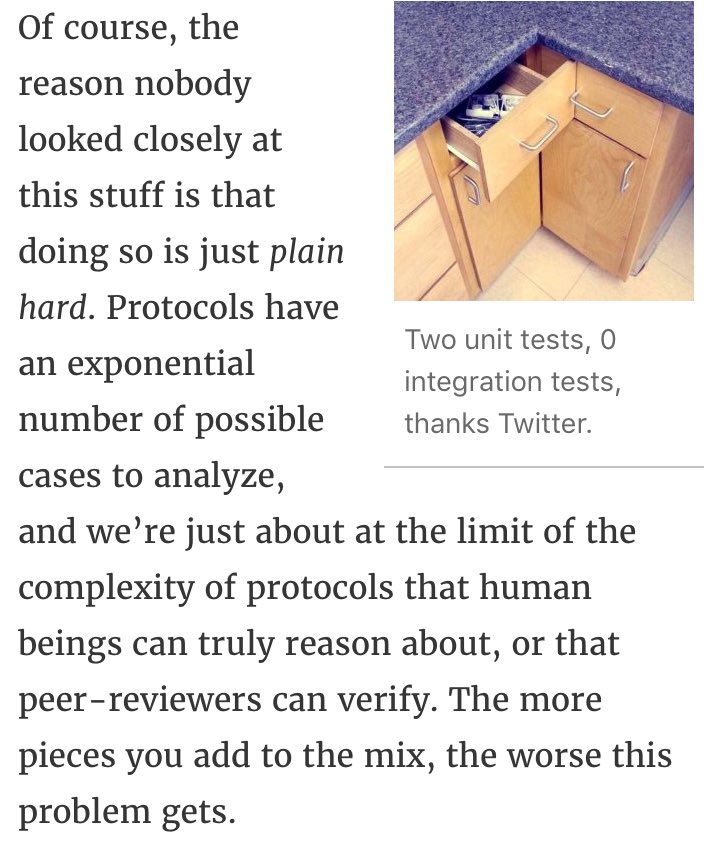 Of course, the
reason nobody
looked closely at
this stuff is that
doing so is just plain
hard. Protocols have
an exponential
number of possible
cases to analyze,
and we’re just about at the limit of the
complexity of protocols that human
beings can truly reason about, or that
peer-reviewers can verify. The more
pieces you add to the mix, the worse this
problem gets.
Two unit tests, 0
integration tests,
thanks Twitter.